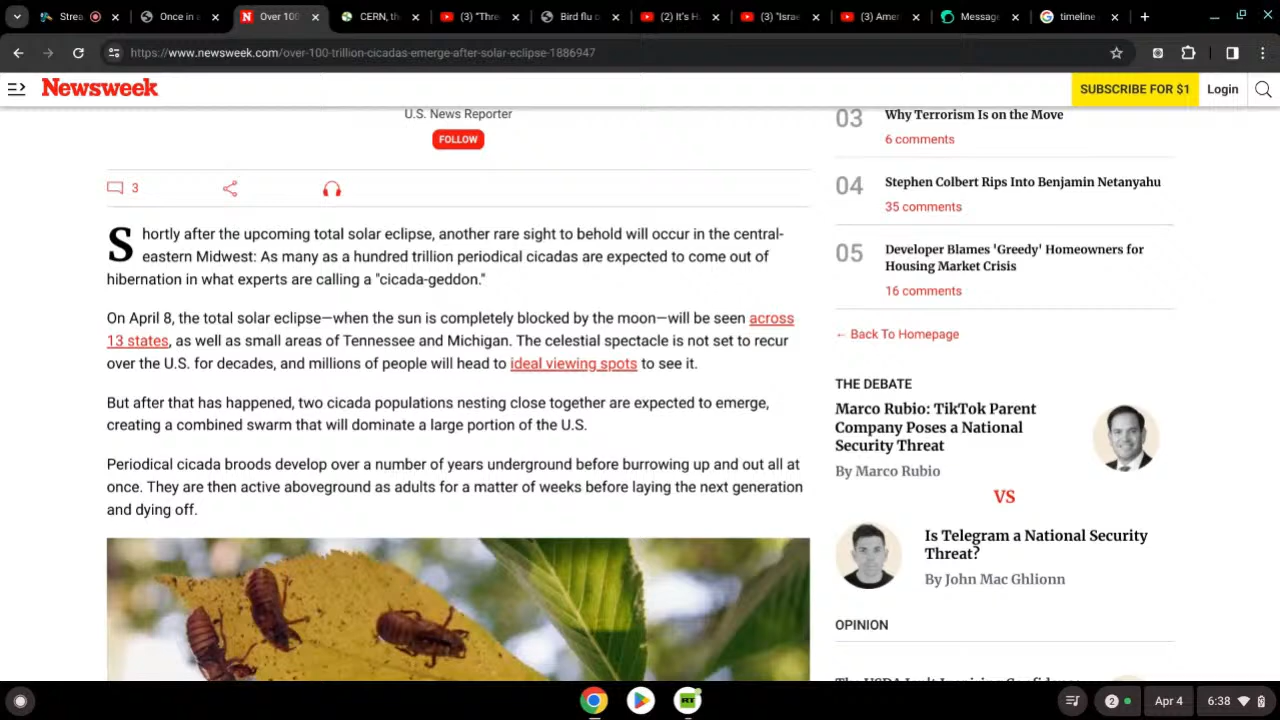 Strea
Once in a
Over 100
CERN, th
(3) "Thre
Bird flu c
(2) It's H
(3) "Israe
(3) Amer
Message
timeline
https://www.newsweek.com/over-100-trillion-cicadas-emerge-after-solar-eclipse-1886947
Newsweek
SUBSCRIBE FOR $1
Login
U.S. News Reporter
FOLLOW
3
Shortly after the upcoming total solar eclipse, another rare sight to behold will occur in the central-
eastern Midwest: As many as a hundred trillion periodical cicadas are expected to come out of
hibernation in what experts are calling a "cicada-geddon."
On April 8, the total solar eclipse—when the sun is completely blocked by the moon—will be seen across
13 states, as well as small areas of Tennessee and Michigan. The celestial spectacle is not set to recur
over the U.S. for decades, and millions of people will head to ideal viewing spots to see it.
But after that has happened, two cicada populations nesting close together are expected to emerge,
creating a combined swarm that will dominate a large portion of the U.S.
Periodical cicada broods develop over a number of years underground before burrowing up and out all at
once. They are then active aboveground as adults for a matter of weeks before laying the next generation
and dying off.
03
Why Terrorism Is on the Move
6 comments
04
Stephen Colbert Rips Into Benjamin Netanyahu
35 comments
05
Developer Blames 'Greedy' Homeowners for
Housing Market Crisis
16 comments
← Back To Homepage
THE DEBATE
Marco Rubio: TikTok Parent
Company Poses a National
Security Threat
By Marco Rubio
VS
Is Telegram a National Security
Threat?
By John Mac Ghlionn
OPINION
RT
2
Apr 4
6:38